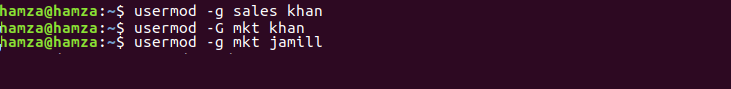 hamza@hamza:~$ usermod -g sales khan
hamza@hamza:~$ usermod -G mkt khan
hamza@hamza:~$ usermod -g mkt jamill